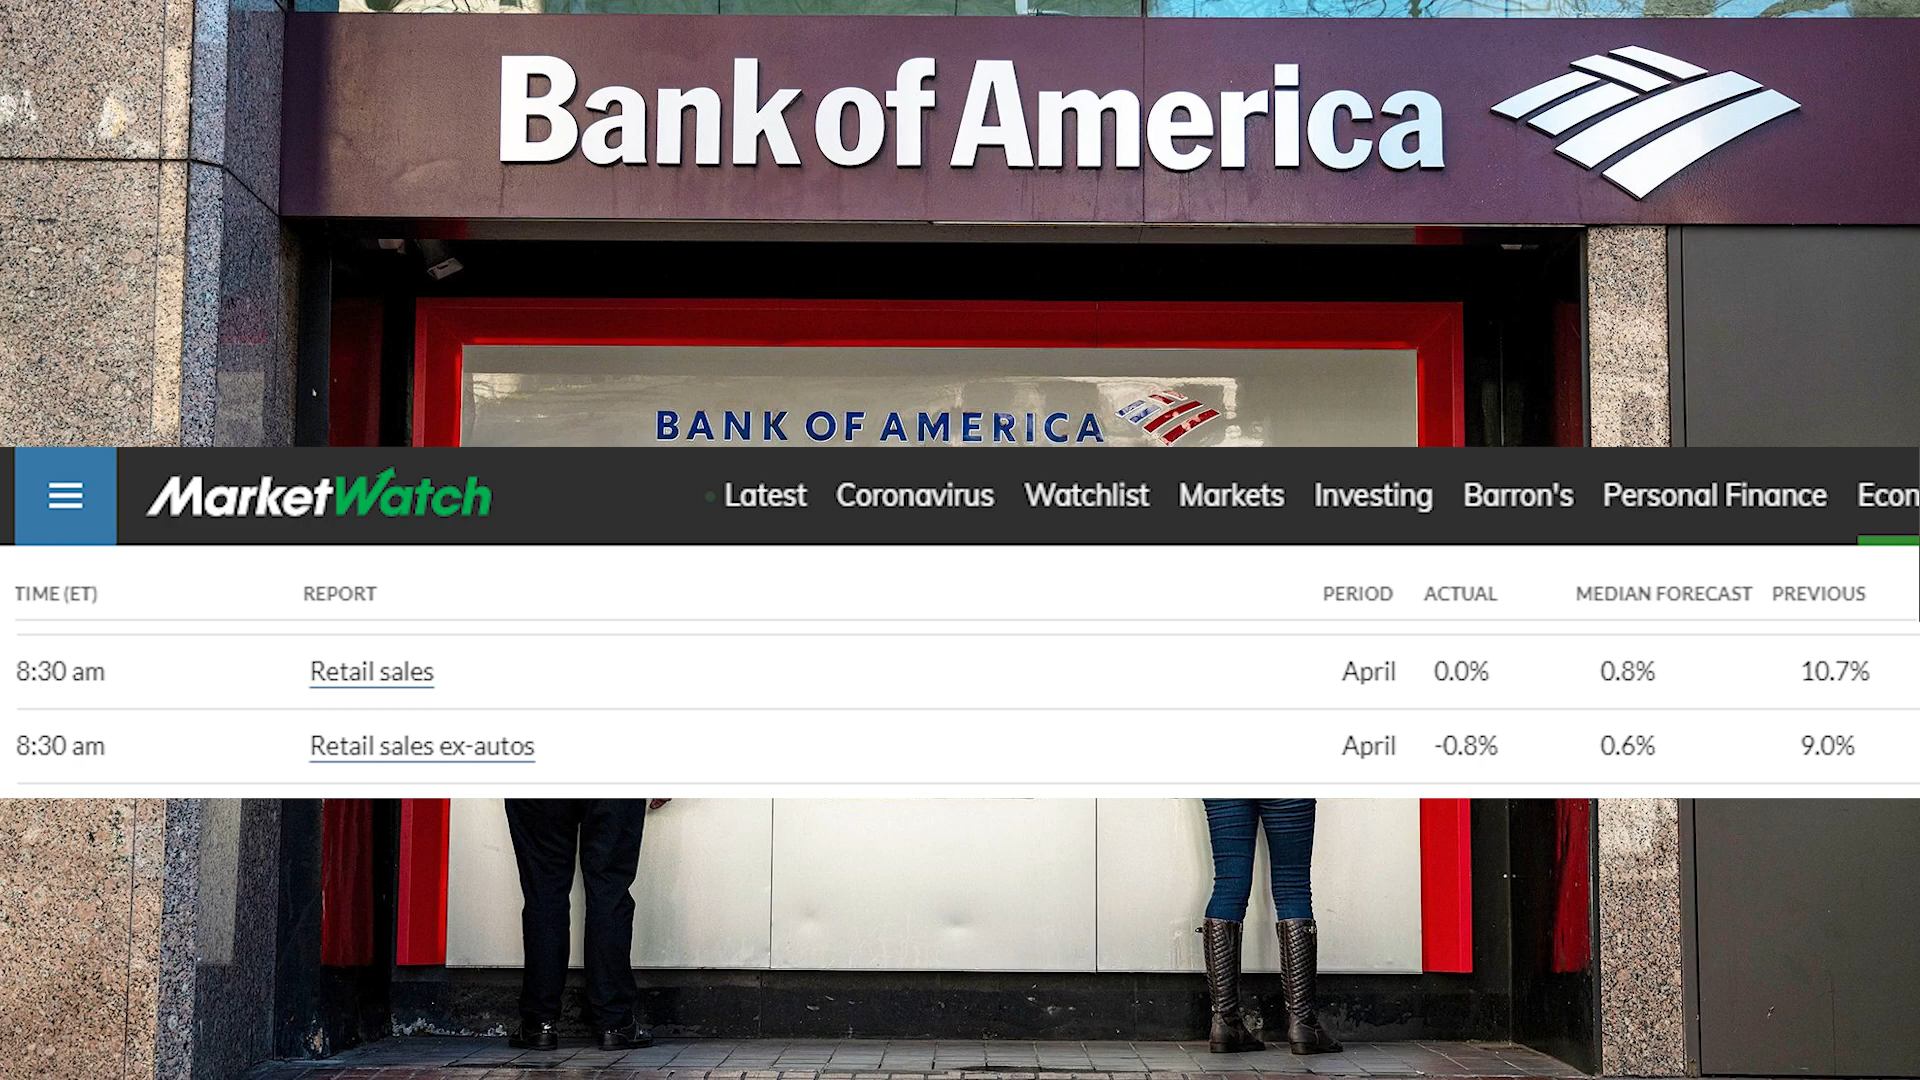 Bank of America
BANK OF AMERICA
MarketWatch
Latest Coronavirus Watchlist Markets Investing Barron's Personal Finance Econ
TIME (ET) REPORT PERIOD ACTUAL MEDIAN FORECAST PREVIOUS
8:30 am Retail sales April 0.0% 0.8% 10.7%
8:30 am Retail sales ex-autos April -0.8% 0.6% 9.0%